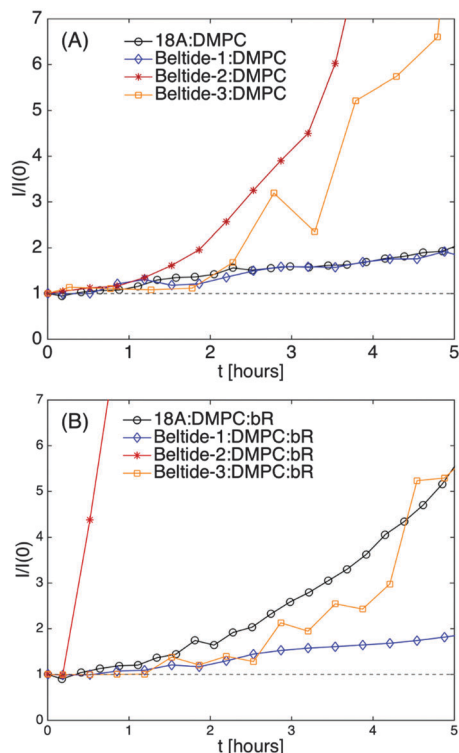 7
(A)
18A:DMPC
Beltide-1:DMPC
Beltide-2:DMPC
Beltide-3:DMPC
6
5
4
3
2
1
0
I/I(0)
0 1 2 3 4 5
t [hours]
7
(B)
18A:DMPC:bR
Beltide-1:DMPC:bR
Beltide-2:DMPC:bR
Beltide-3:DMPC:bR
6
5
4
3
2
1
0
I/I(0)
0 1 2 3 4 5
t [hours]